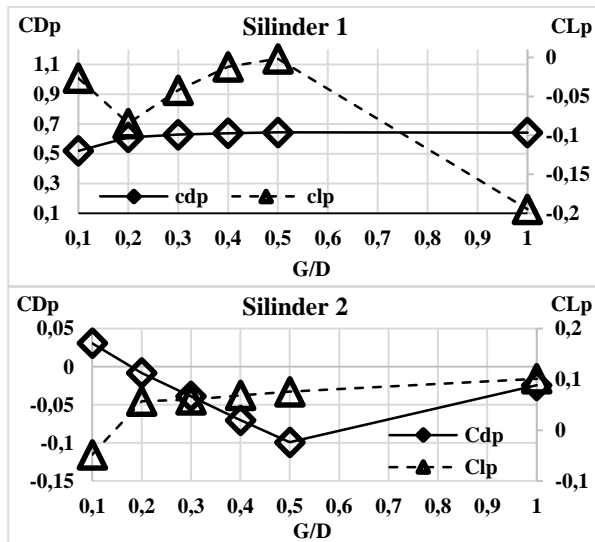 CDp Silinder 1 CLp
1,1 0
0,9 -0,05
0,7 -0,1
0,5
0,3 -0,15
cdp clp
0,1 -0,2
0,1 0,2 0,3 0,4 0,5 0,6 0,7 0,8 0,9 1
G/D
CDp Silinder 2 CLp
0,05 0,2
0
-0,05 0,1
-0,1 0
Cdp
Clp
-0,15 -0,1
0,1 0,2 0,3 0,4 0,5 0,6 0,7 0,8 0,9 1
G/D